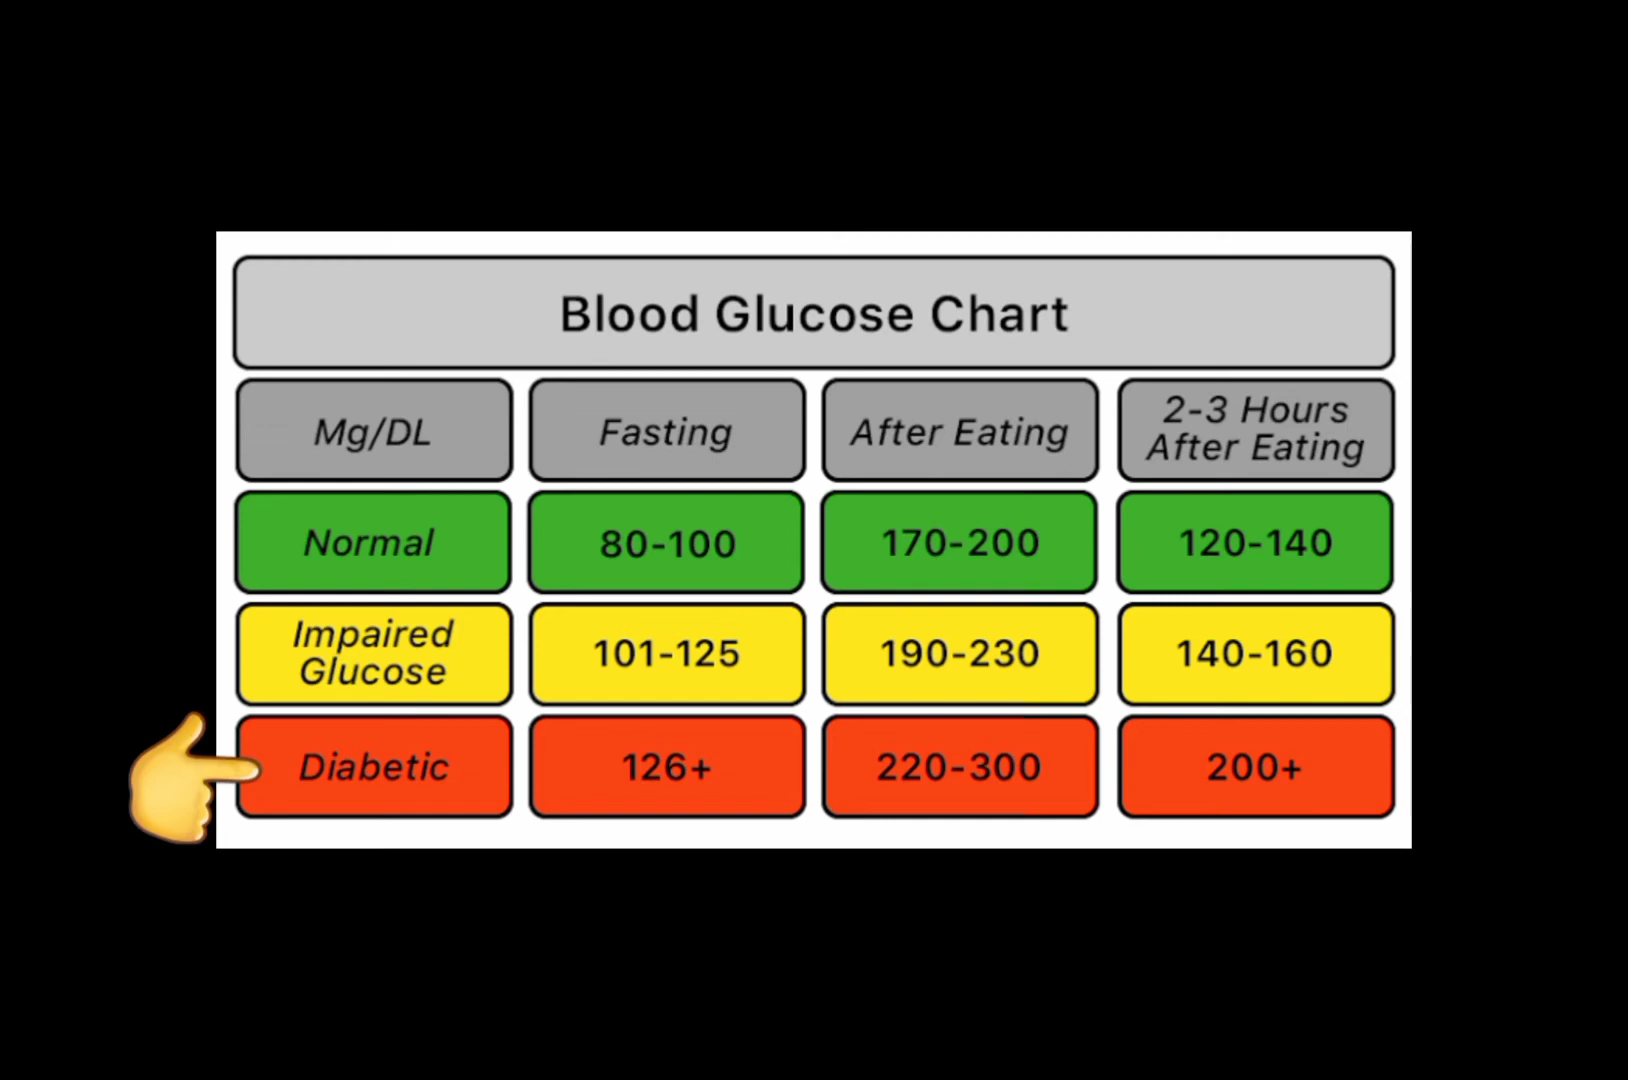 Blood Glucose Chart
Mg/DL
Fasting
After Eating
2-3 Hours
After Eating
Normal
80-100
170-200
120-140
Impaired
Glucose
101-125
190-230
140-160
Diabetic
126+
220-300
200+